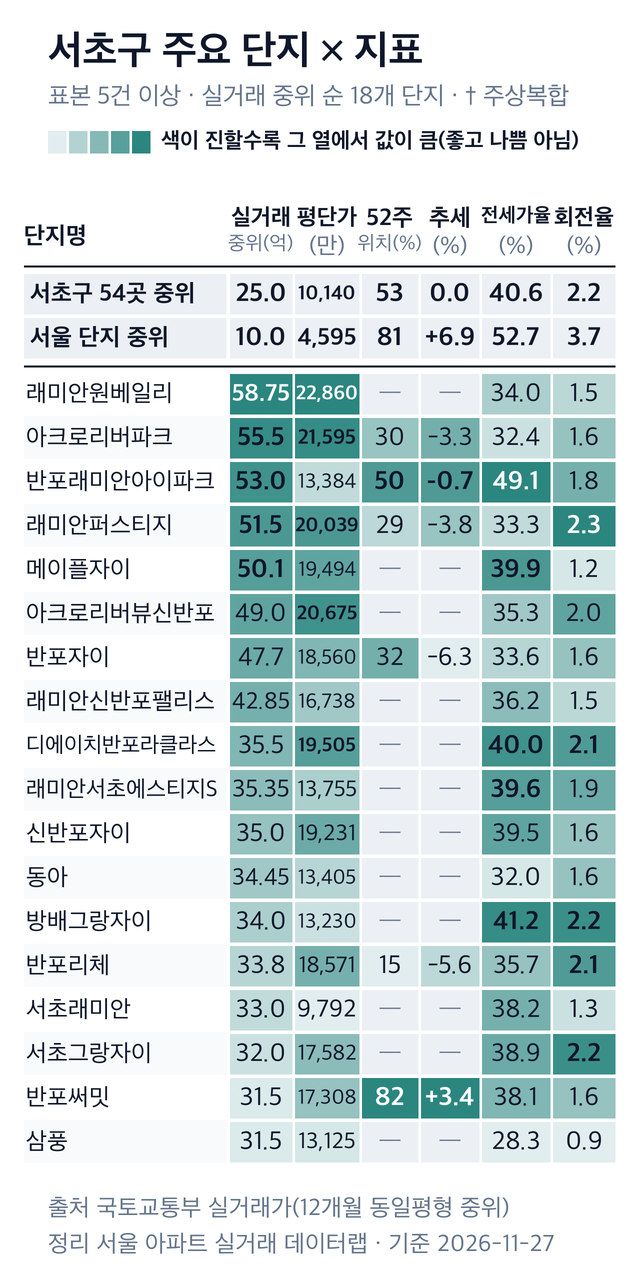 서초구 주요 단지 × 지표
표본 5건 이상 · 실거래 중위 순 18개 단지 · † 주상복합
색이 진할수록 그 열에서 값이 큼(좋고 나쁨 아님)
단지명 실거래 중위(억) 평단가 (만) 52주 위치(%) 추세 (%) 전세가율 (%) 회전율 (%)
서초구 54곳 중위 25.0 10,140 53 0.0 40.6 2.2
서울 단지 중위 10.0 4,595 81 +6.9 52.7 3.7
래미안원베일리 58.75 22,860 — — 34.0 1.5
아크로리버파크 55.5 21,595 30 -3.3 32.4 1.6
반포래미안아이파크 53.0 13,384 50 -0.7 49.1 1.8
래미안퍼스티지 51.5 20,039 29 -3.8 33.3 2.3
메이플자이 50.1 19,494 — — 39.9 1.2
아크로리버뷰신반포 49.0 20,675 — — 35.3 2.0
반포자이 47.7 18,560 32 -6.3 33.6 1.6
래미안신반포팰리스 42.85 16,738 — — 36.2 1.5
디에이치반포라클라스 35.5 19,505 — — 40.0 2.1
래미안서초에스티지S 35.35 13,755 — — 39.6 1.9
신반포자이 35.0 19,231 — — 39.5 1.6
동아 34.45 13,405 — — 32.0 1.6
방배그랑자이 34.0 13,230 — — 41.2 2.2
반포리체 33.8 18,571 15 -5.6 35.7 2.1
서초래미안 33.0 9,792 — — 38.2 1.3
서초그랑자이 32.0 17,582 — — 38.9 2.2
반포써밋 31.5 17,308 82 +3.4 38.1 1.6
삼풍 31.5 13,125 — — 28.3 0.9
출처 국토교통부 실거래가(12개월 동일평형 중위)
정리 서울 아파트 실거래 데이터랩 · 기준 2026-11-27